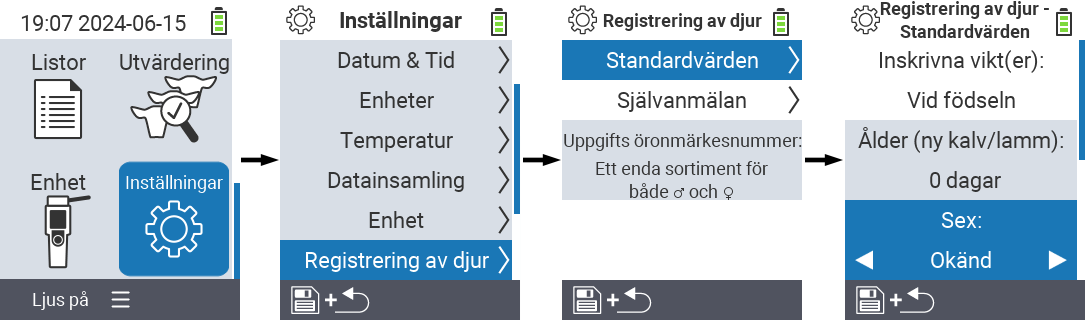 19:07 2024-06-15
Listor
Utvärdering
Enhet
Inställningar
Ljus på
Inställningar
Datum & Tid
Enheter
Temperatur
Datainsamling
Enhet
Registrering av djur
+
Registrering av djur
Standardvärden
Självanmälan
Uppgifts öronmärkesnummer:
Ett enda sortiment för
både ♂ och ♀
+
Registrering av djur -
Standardvärden
Inskrivna vikt(er):
Vid födseln
Ålder (ny kalv/lamm):
0 dagar
Sex:
Okänd
+